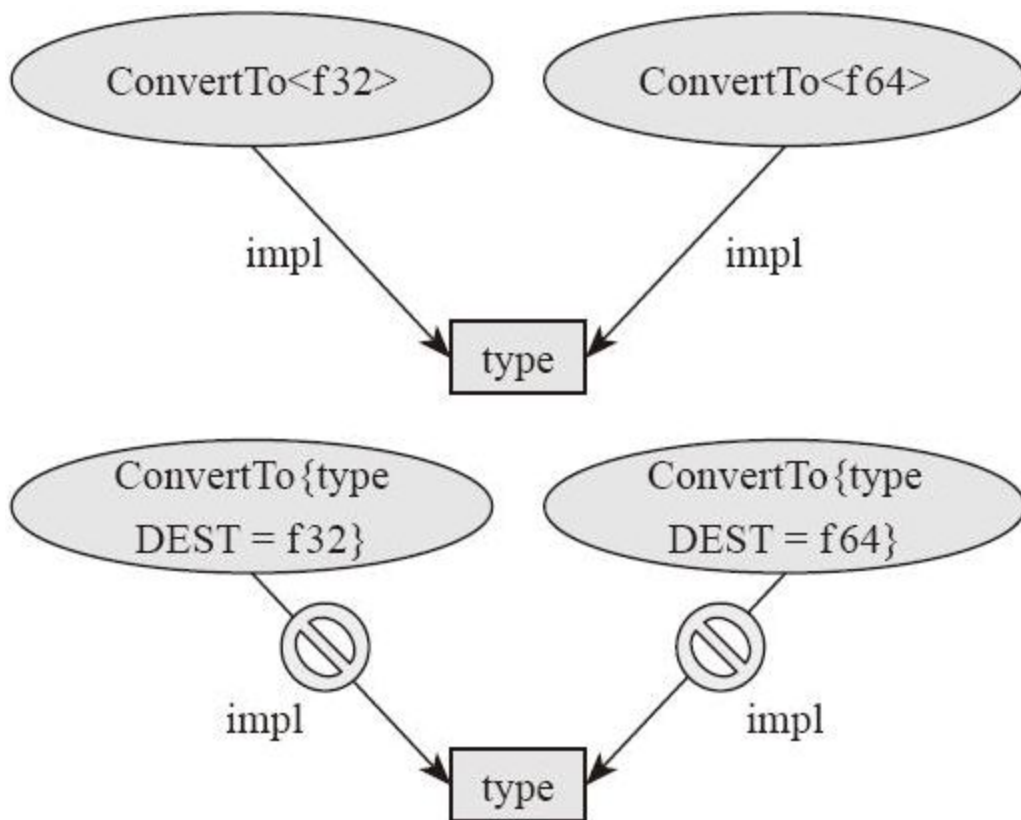 ConvertTo<f32>
ConvertTo<f64>
impl
impl
type
ConvertTo{type
DEST = f32}
ConvertTo{type
DEST = f64}
impl
impl
type